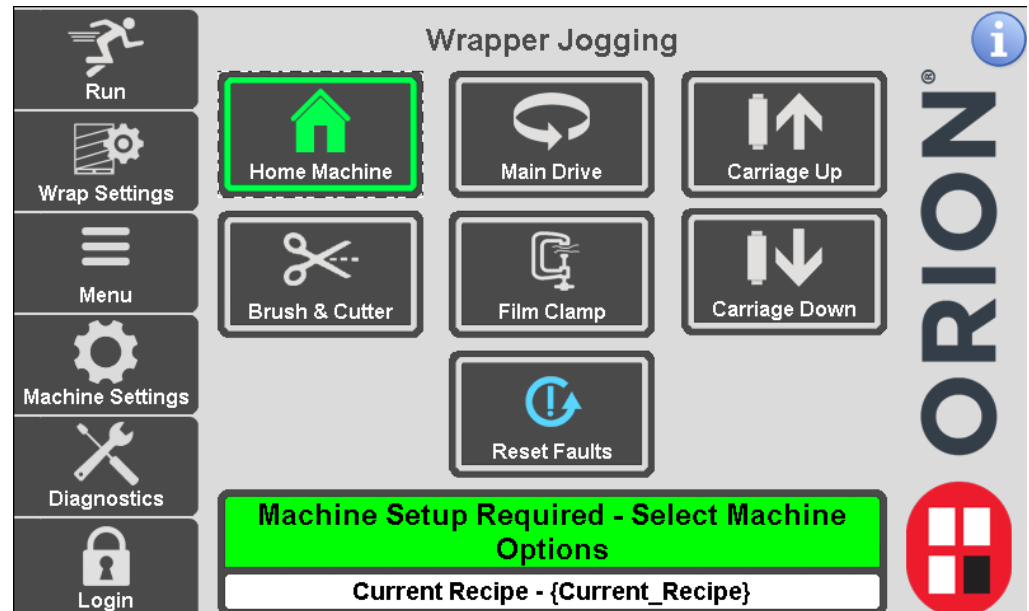 Wrapper Jogging
i
Run
Wrap Settings
Menu
Machine Settings
Diagnostics
Login
Home Machine
Main Drive
Carriage Up
Brush & Cutter
Film Clamp
Carriage Down
Reset Faults
Machine Setup Required - Select Machine
Options
Current Recipe - {Current_Recipe}
ORION®